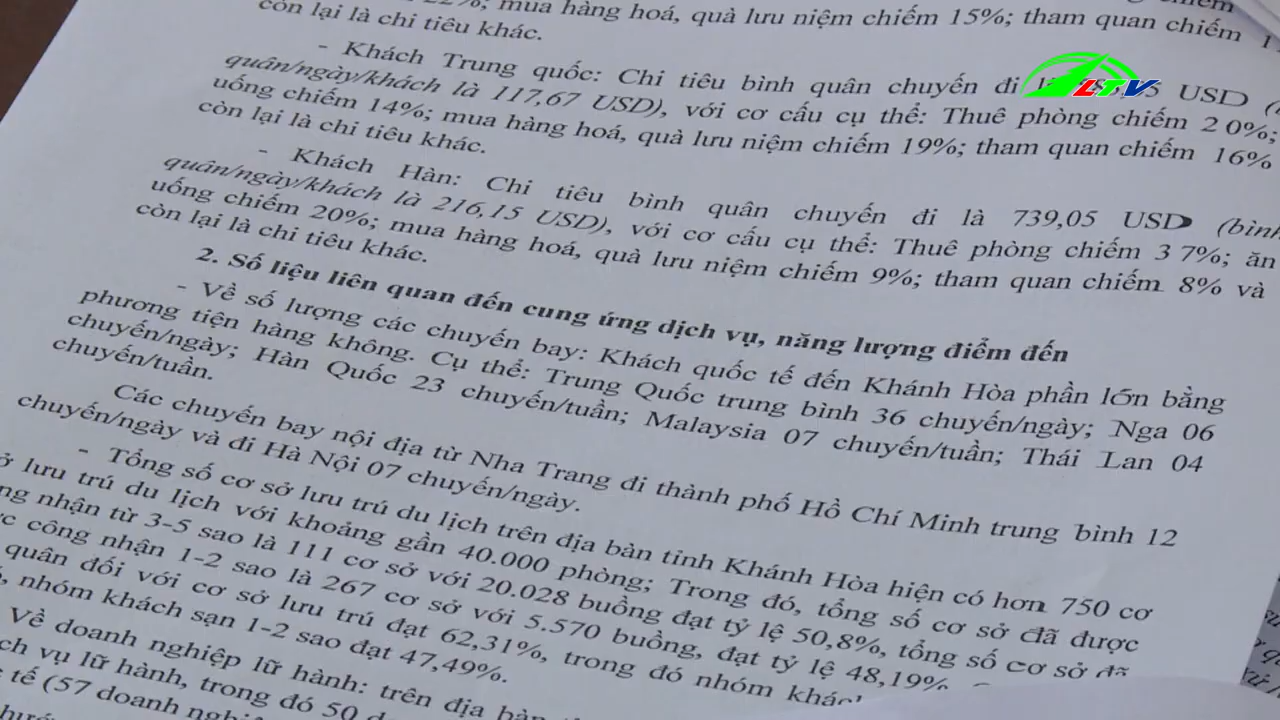 22%; mua hàng hoá, quà lưu niệm chiếm 15%; tham quan chiếm
còn lại là chi tiêu khác.
- Khách Trung quốc: Chi tiêu bình quân chuyến đi USD
quân/ngày/khách là 117,67 USD), với cơ cấu cụ thể: Thuê phòng chiếm 20%;
uống chiếm 14%; mua hàng hoá, quà lưu niệm chiếm 19%; tham quan chiếm 16%
còn lại là chi tiêu khác.
- Khách Hàn: Chi tiêu bình quân chuyến đi là 739,05 USD (bình
quân/ngày/khách là 216,15 USD), với cơ cấu cụ thể: Thuê phòng chiếm 37%; ăn
uống chiếm 20%; mua hàng hoá, quà lưu niệm chiếm 9%; tham quan chiếm 8% và
còn lại là chi tiêu khác.
2. Số liệu liên quan đến cung ứng dịch vụ, năng lượng điểm đến
- Về số lượng các chuyến bay: Khách quốc tế đến Khánh Hòa phần lớn bằng
phương tiện hàng không. Cụ thể: Trung Quốc trung bình 36 chuyến/ngày; Nga 06
chuyến/ngày; Hàn Quốc 23 chuyến/tuần; Malaysia 07 chuyến/tuần; Thái Lan 04
chuyến/tuần.
Các chuyến bay nội địa từ Nha Trang đi thành phố Hồ Chí Minh trung bình 12
chuyến/ngày và đi Hà Nội 07 chuyến/ngày.
- Tổng số cơ sở lưu trú du lịch trên địa bàn tỉnh Khánh Hòa hiện có hơn 750 cơ
lưu trú du lịch với khoảng gần 40.000 phòng; Trong đó, tổng số cơ sở đã được
nhận từ 3-5 sao là 111 cơ sở với 20.028 buồng đạt tỷ lệ 50,8%, tổng số cơ sở đã
công nhận 1-2 sao là 267 cơ sở với 5.570 buồng, đạt tỷ lệ 48,19%
quân đối với cơ sở lưu trú đạt 62,31%, trong đó nhóm khách
nhóm khách sạn 1-2 sao đạt 47,49%.
Về doanh nghiệp lữ hành: trên địa bàn
vụ lữ hành, trong đó 50
tế (57 doanh
LTV